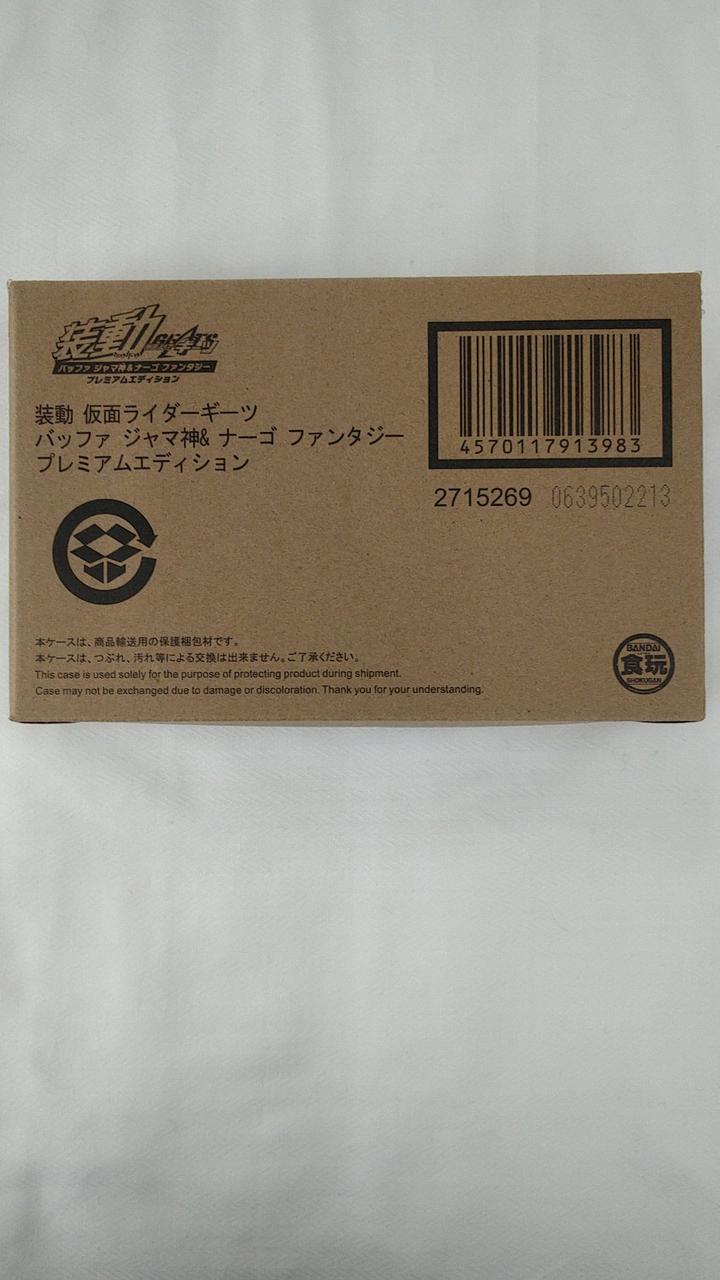 装動
GEATS
バッファ ジャマ神&ナーゴ ファンタジー
プレミアムエディション
装動 仮面ライダーギーツ
バッファ ジャマ神& ナーゴ ファンタジー
プレミアムエディション
4570117913983
2715269 0639502213
本ケースは、商品輸送用の保護梱包材です。
本ケースは、つぶれ、汚れ等による交換は出来ません。ご了承ください。
This case is used solely for the purpose of protecting product during shipment.
Case may not be exchanged due to damage or discoloration. Thank you for your understanding.
BANDAI
食玩
SHOKUGAN